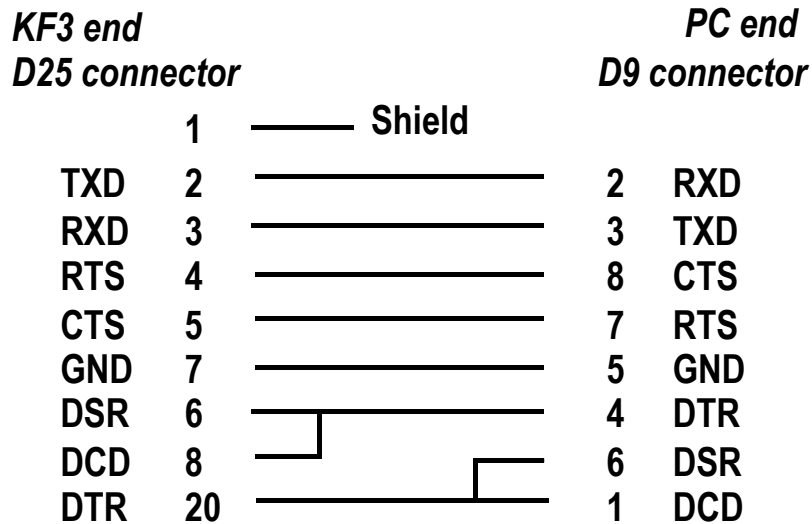 KF3 end PC end
D25 connector D9 connector
1 Shield
TXD 2 2 RXD
RXD 3 3 TXD
RTS 4 8 CTS
CTS 5 7 RTS
GND 7 5 GND
DSR 6 4 DTR
DCD 8 6 DSR
DTR 20 1 DCD